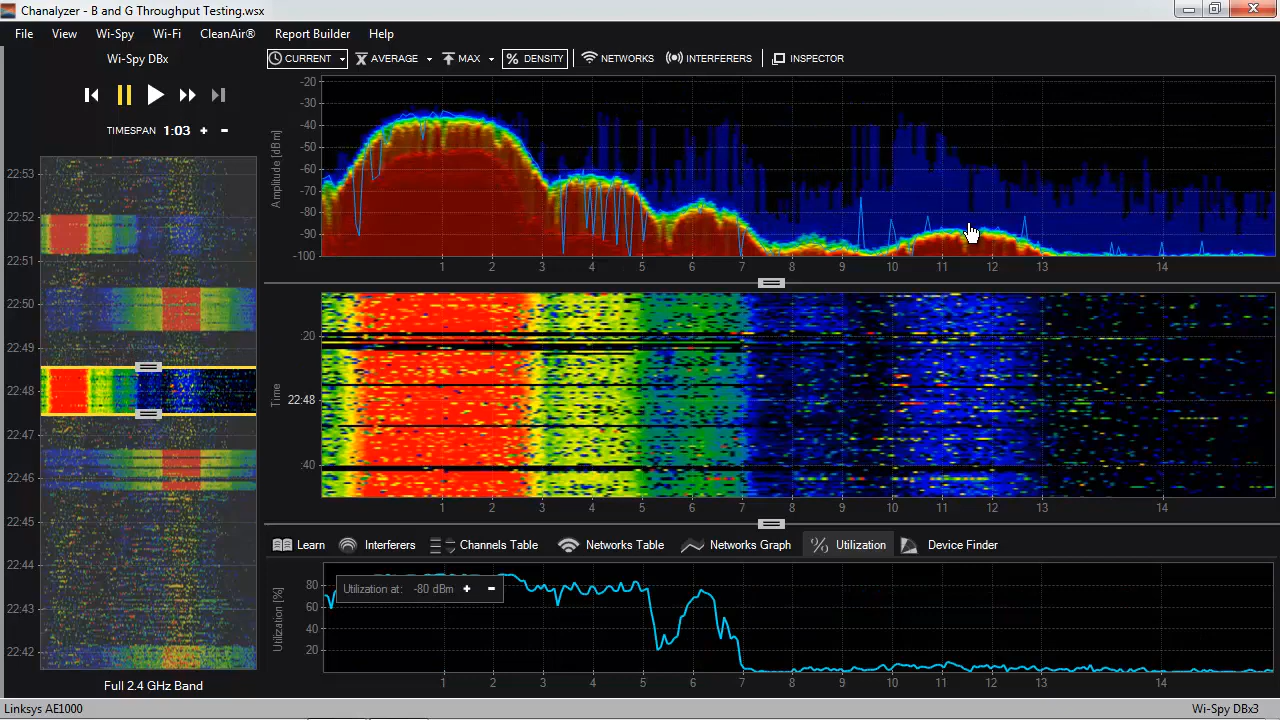 Chanalyzer - B and G Throughput Testing.wsx
File View Wi-Spy Wi-Fi CleanAir® Report Builder Help
Wi-Spy DBx
CURRENT AVERAGE MAX DENSITY NETWORKS INTERFERERS INSPECTOR
TIMESPAN 1:03 + -
22:53
22:52
22:51
22:50
22:49
22:48
22:47
22:46
22:45
22:44
22:43
22:42
Full 2.4 GHz Band
Amplitude [dBm]
-20
-30
-40
-50
-60
-70
-80
-90
-100
1 2 3 4 5 6 7 8 9 10 11 12 13 14
Time
:20
22:48
:40
1 2 3 4 5 6 7 8 9 10 11 12 13 14
Learn Interferers Channels Table Networks Table Networks Graph Utilization Device Finder
Utilization [%]
80
60
40
20
Utilization at: -80 dBm + -
1 2 3 4 5 6 7 8 9 10 11 12 13 14
Linksys AE1000 Wi-Spy DBx3